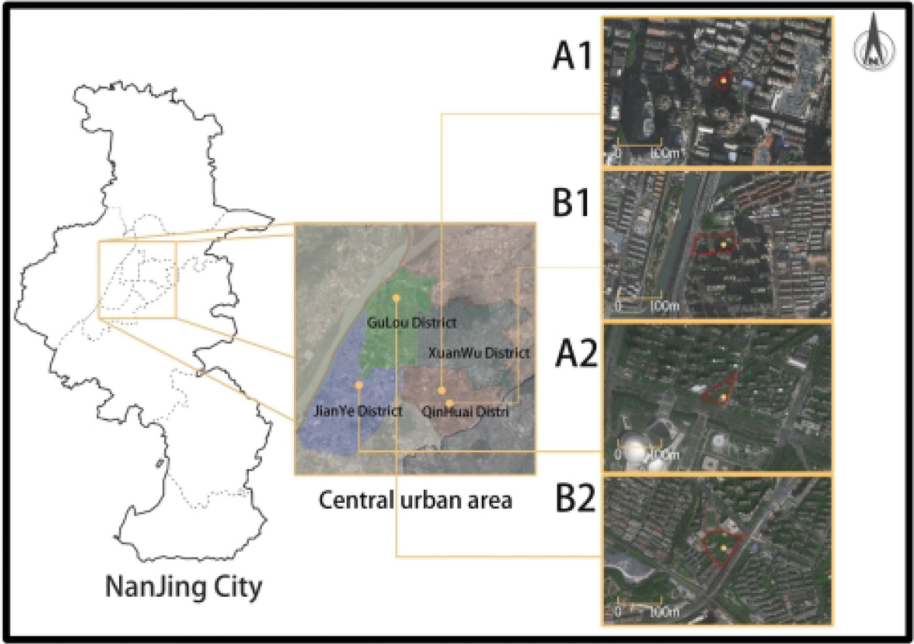 A1
N
0 100m
B1
0 100m
GuLou District
XuanWu District
A2
JianYe District
QinHuai Distri
0 100m
Central urban area
B2
NanJing City
0 100m